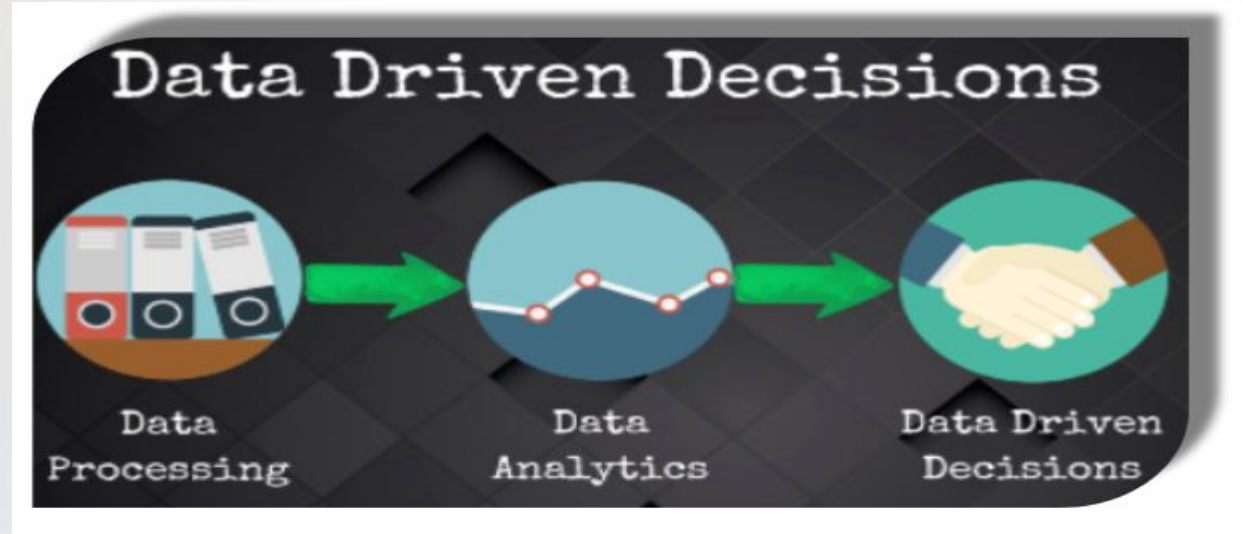 Data Driven Decisions
Data
Processing
Data
Analytics
Data Driven
Decisions